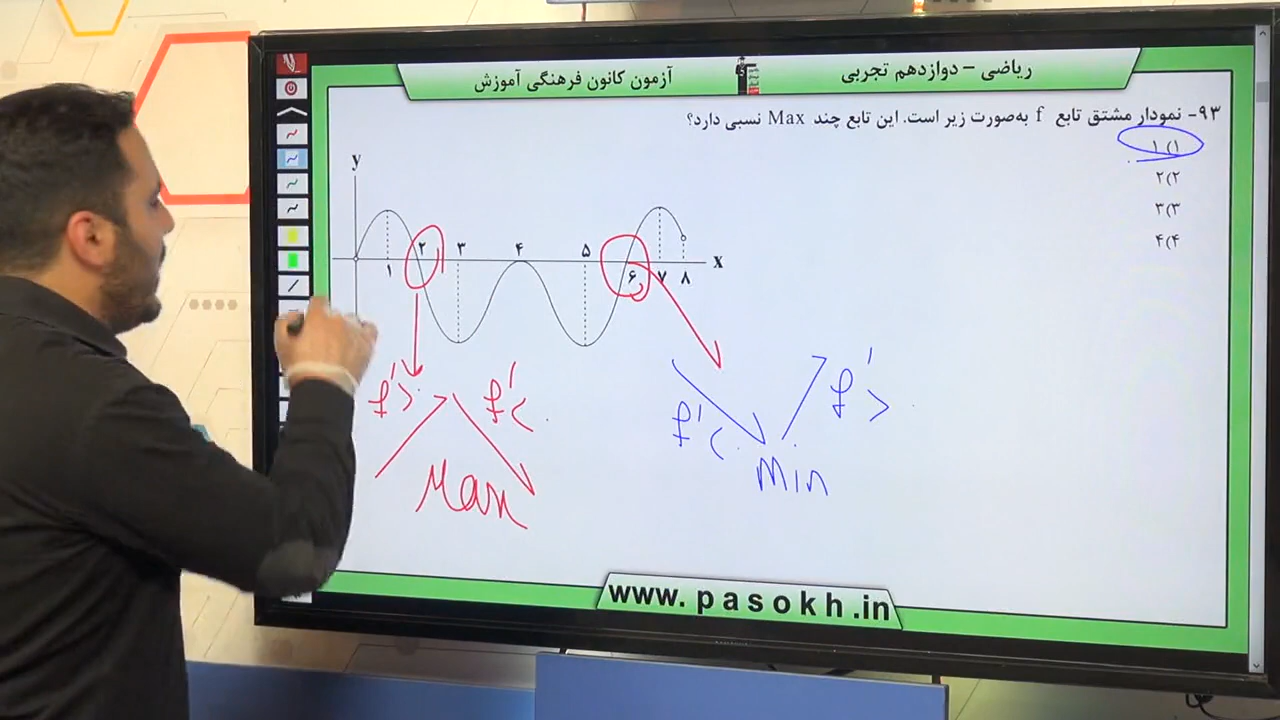 ریاضی – دوازدهم تجربی
آزمون کانون فرهنگی آموزش
۹۳- نمودار مشتق تابع f به‌صورت زیر است. این تابع چند Max نسبی دارد؟
۱) ۱
۲) ۲
۳) ۳
۴) ۴
y
۲ ۳ ۴ ۵
x
۱ ۶ ۷ ۸
f'> f'<
Max
f'< f'>
Min
www.pasokh.in